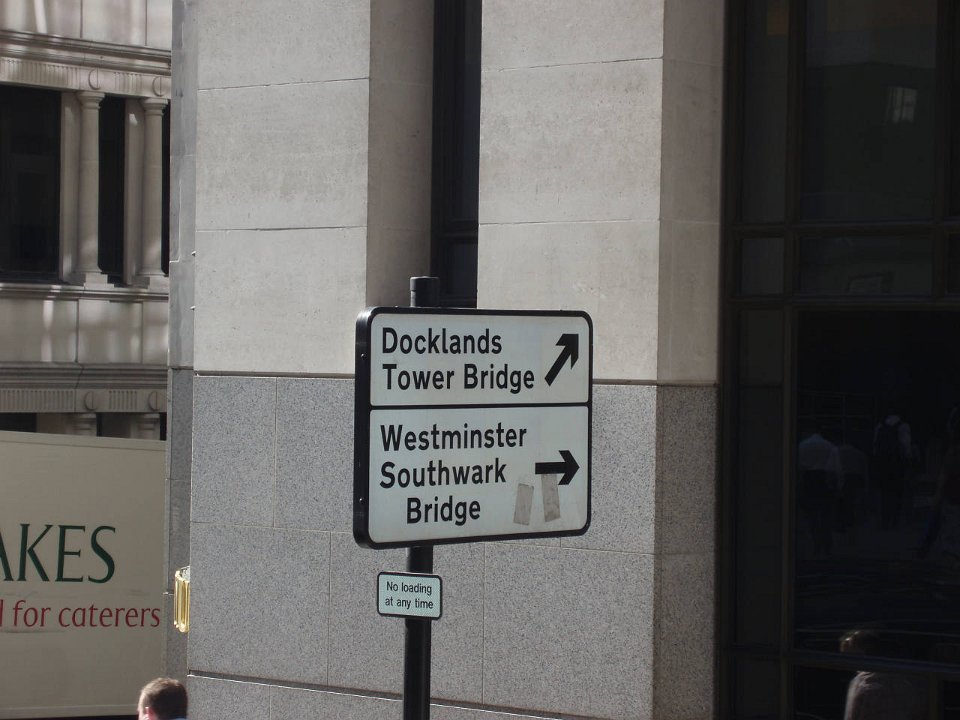 Docklands
Tower Bridge
Westminster
Southwark
Bridge
No loading
at any time
AKES
for caterers